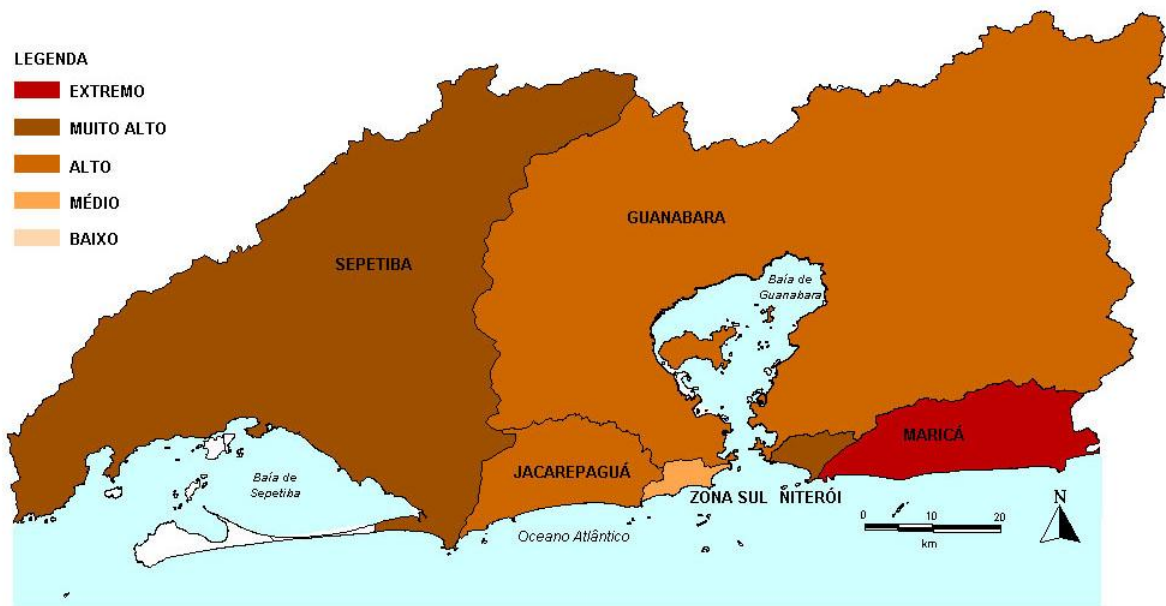 LEGENDA
EXTREMO
MUITO ALTO
ALTO
MÉDIO
BAIXO
GUANABARA
SEPETIBA
Baía de
Guanabara
MARICÁ
JACAREPAGUÁ
Baía de
Sepetiba
ZONA SUL NITERÓI
N
0 10 20
km
Oceano Atlântico